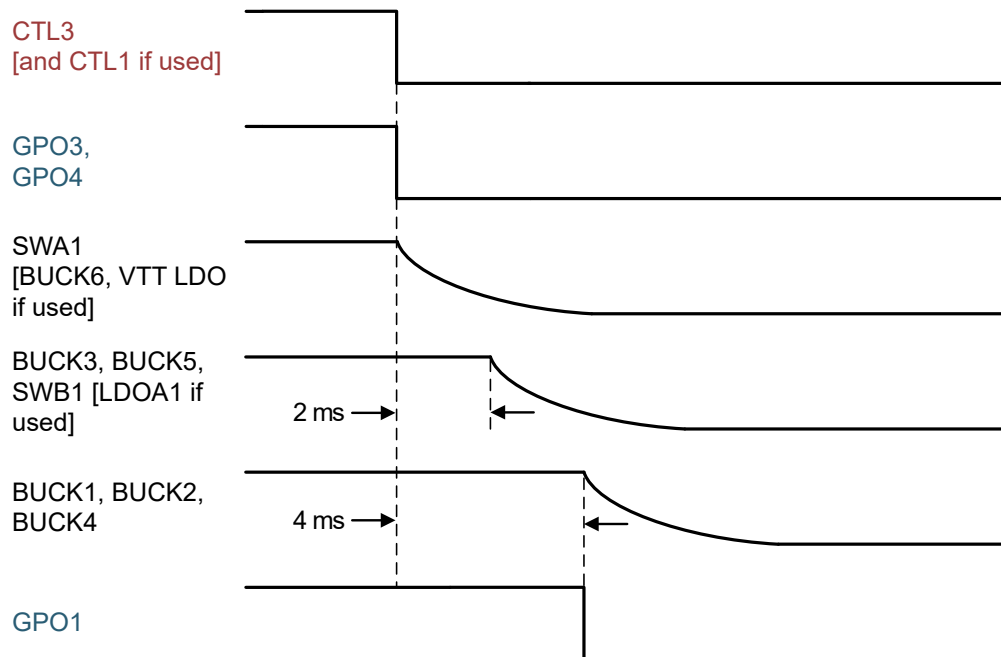 CTL3
[and CTL1 if used]
GPO3,
GPO4
SWA1
[BUCK6, VTT LDO
if used]
BUCK3, BUCK5,
SWB1 [LDOA1 if
used]
2 ms
BUCK1, BUCK2,
BUCK4
4 ms
GPO1